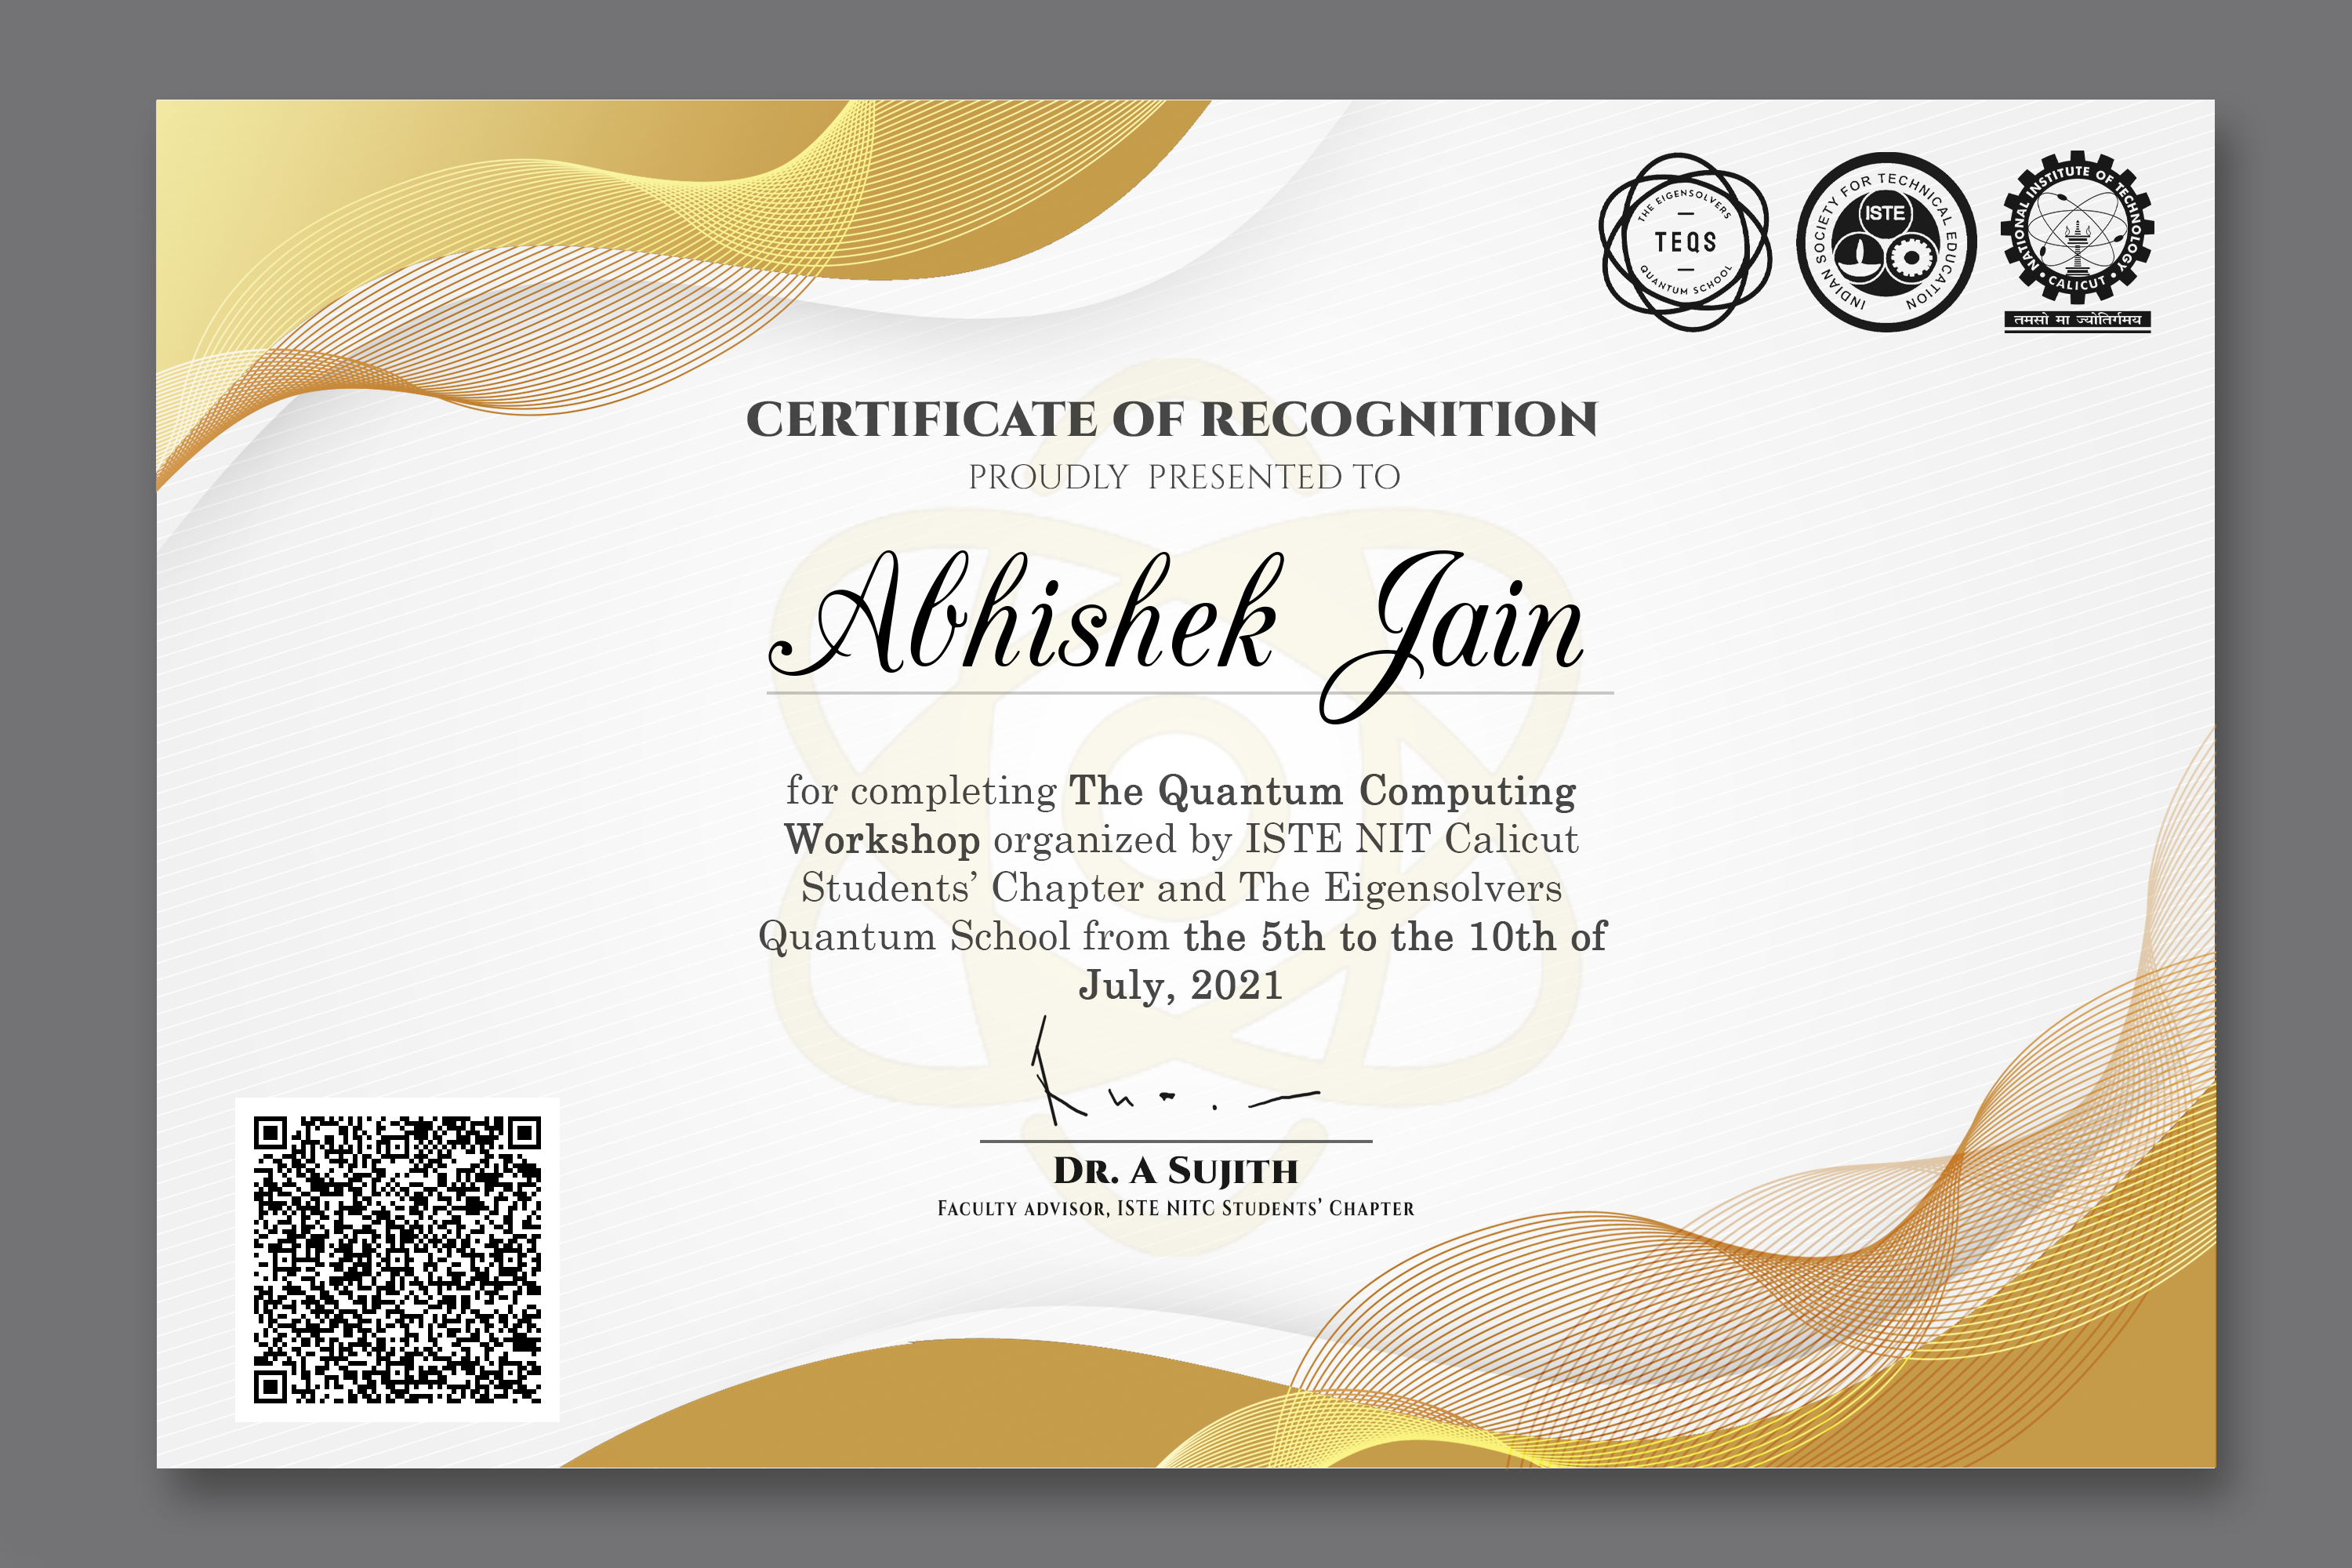 THE EIGENSOLVERS
TEQS
QUANTUM SCHOOL
INDIAN SOCIETY FOR TECHNICAL EDUCATION
ISTE
NATIONAL INSTITUTE OF TECHNOLOGY
• CALICUT •
तमसो मा ज्योतिर्गमय
CERTIFICATE OF RECOGNITION
PROUDLY PRESENTED TO
Abhishek Jain
for completing The Quantum Computing
Workshop organized by ISTE NIT Calicut
Students’ Chapter and The Eigensolvers
Quantum School from the 5th to the 10th of
July, 2021
Dr. A Sujith
Faculty advisor, ISTE NITC Students’ Chapter